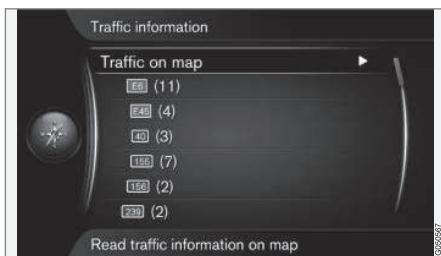 Traffic information
Traffic on map
E6 (11)
E45 (4)
40 (3)
155 (7)
156 (2)
239 (2)
Read traffic information on map
G050567